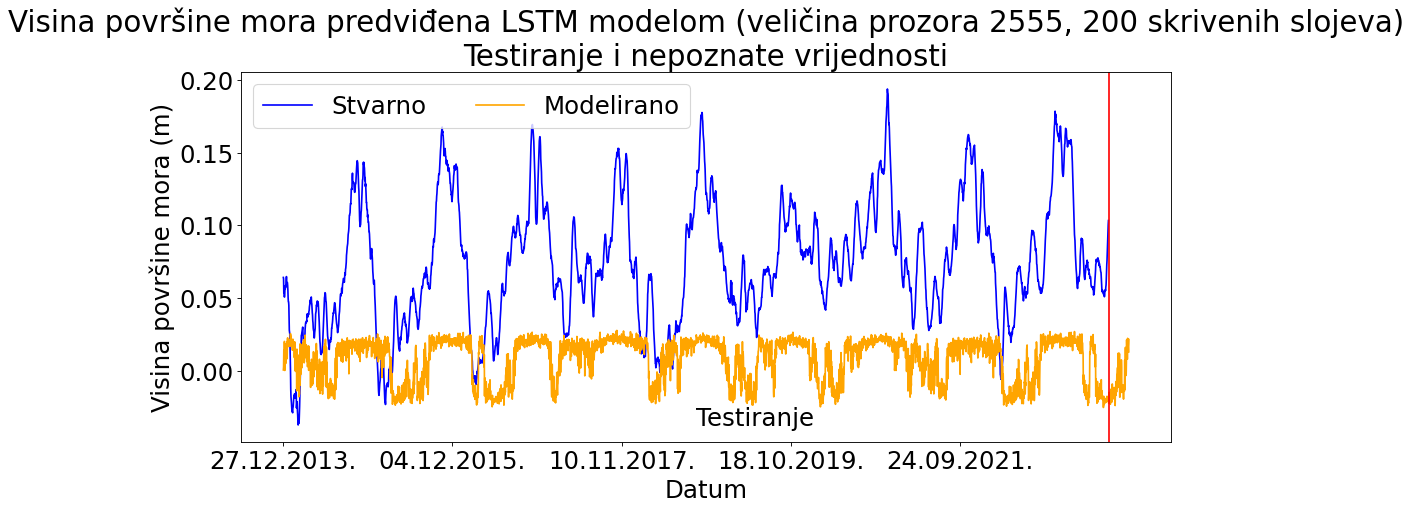 Visina površine mora predviđena LSTM modelom (veličina prozora 2555, 200 skrivenih slojeva)
Testiranje i nepoznate vrijednosti
Stvarno Modelirano
Visina površine mora (m)
0.20
0.15
0.10
0.05
0.00
Testiranje
27.12.2013. 04.12.2015. 10.11.2017. 18.10.2019. 24.09.2021.
Datum